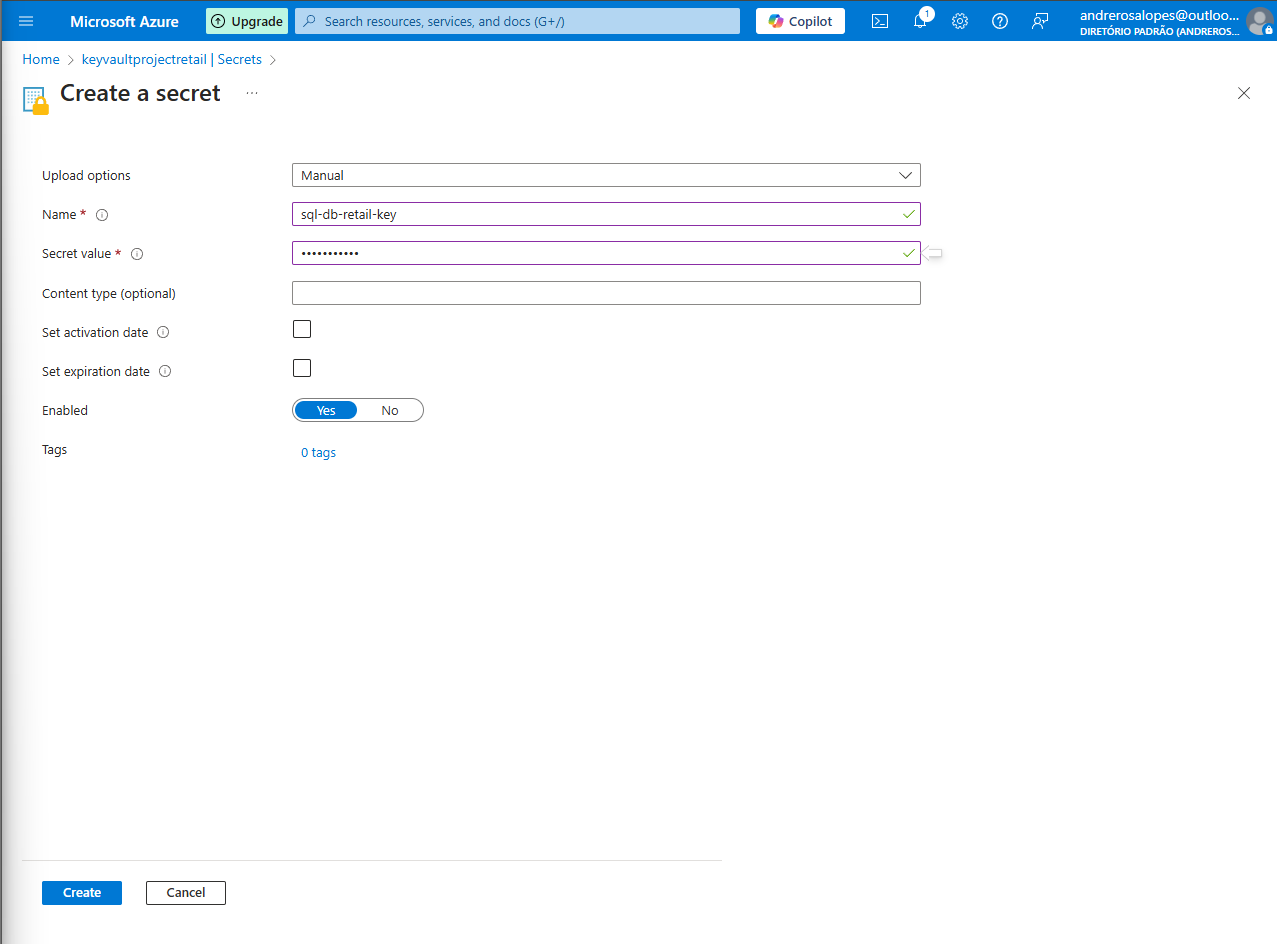 Microsoft Azure
Upgrade
Search resources, services, and docs (G+/)
Copilot
1
andrerosalopes@outloo...
DIRETÓRIO PADRÃO (ANDREROS...
Home > keyvaultprojectretail | Secrets >
Create a secret ...
Upload options Manual
Name * sql-db-retail-key
Secret value * •••••••••••
Content type (optional)
Set activation date
Set expiration date
Enabled Yes No
Tags 0 tags
Create Cancel